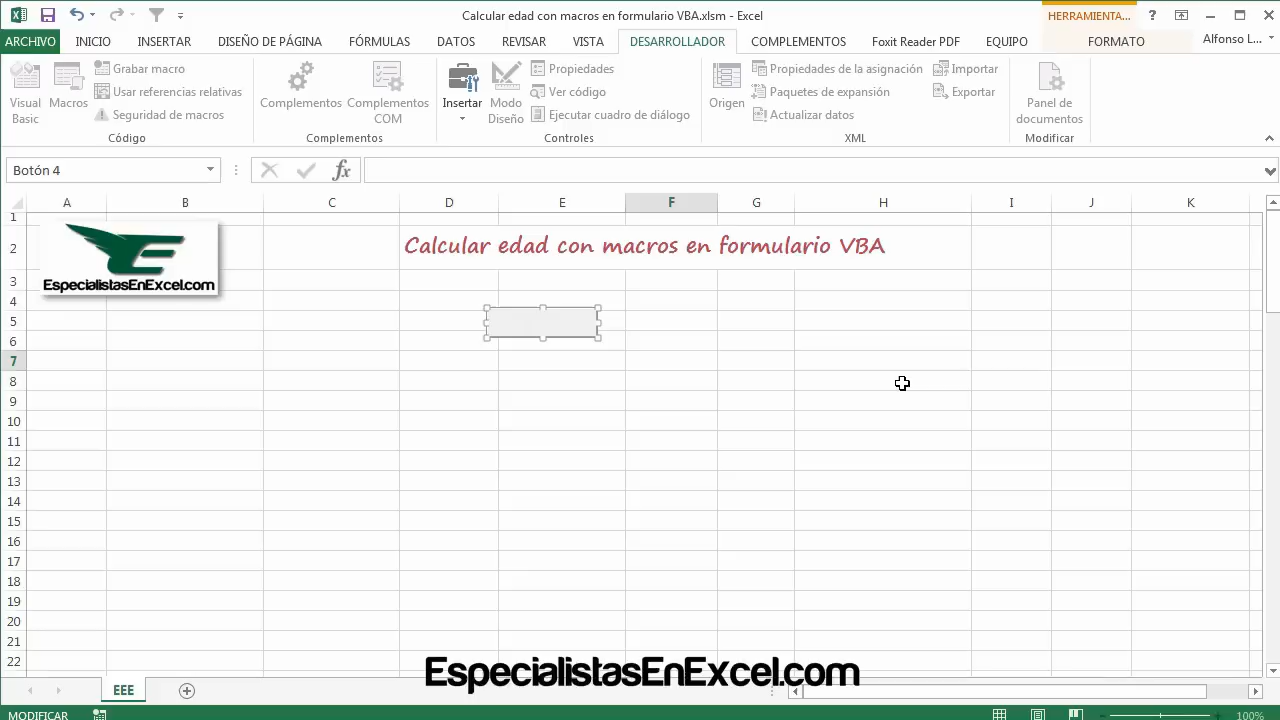 Calcular edad con macros en formulario VBA.xlsm - Excel
HERRAMIENTA...
?
ARCHIVO INICIO INSERTAR DISEÑO DE PÁGINA FÓRMULAS DATOS REVISAR VISTA DESARROLLADOR COMPLEMENTOS Foxit Reader PDF EQUIPO FORMATO Alfonso L...
Visual Basic
Macros
Grabar macro
Usar referencias relativas
Seguridad de macros
Código
Complementos
Complementos COM
Complementos
Insertar
Modo Diseño
Propiedades
Ver código
Ejecutar cuadro de diálogo
Controles
Origen
Propiedades de la asignación
Paquetes de expansión
Actualizar datos
Importar
Exportar
XML
Panel de documentos
Modificar
Botón 4
fx
A B C D E F G H I J K
1
2
3
4
5
6
7
8
9
10
11
12
13
14
15
16
17
18
19
20
21
22
EspecialistasEnExcel.com
Calcular edad con macros en formulario VBA
EspecialistasEnExcel.com
EEE
MODIFICAR
100%